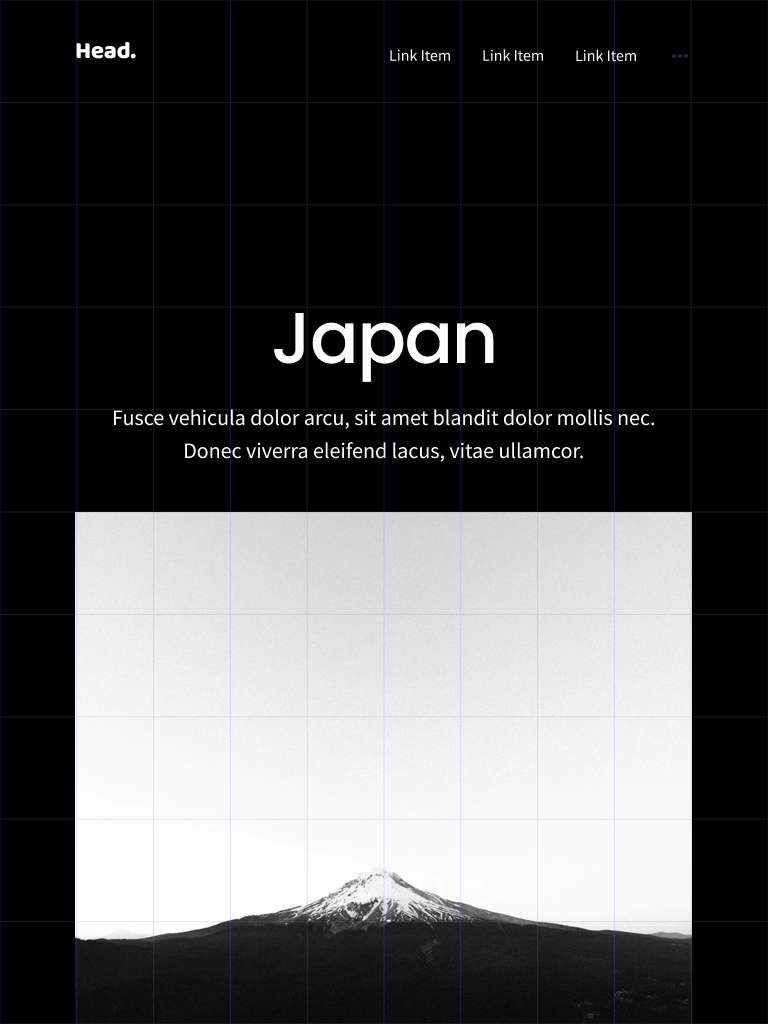 Head.
Link Item Link Item Link Item
Japan
Fusce vehicula dolor arcu, sit amet blandit dolor mollis nec.
Donec viverra eleifend lacus, vitae ullamcor.